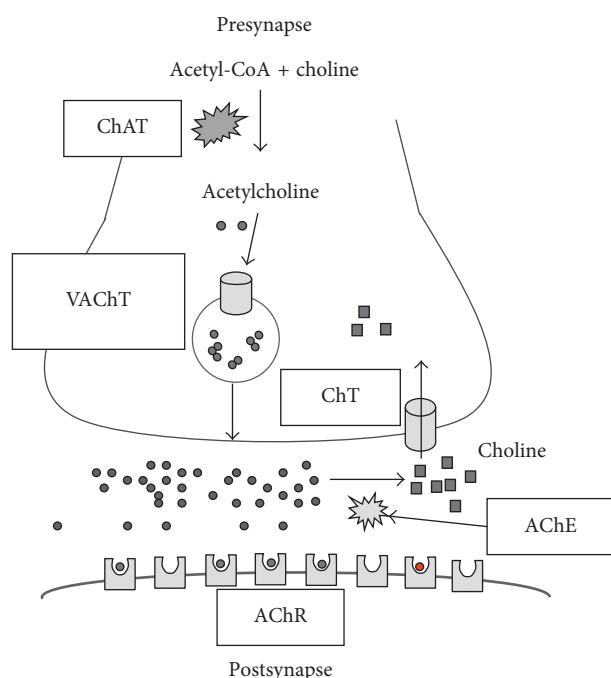 Presynapse
Acetyl-CoA + choline
ChAT
Acetylcholine
VAChT
ChT
Choline
AChE
AChR
Postsynapse